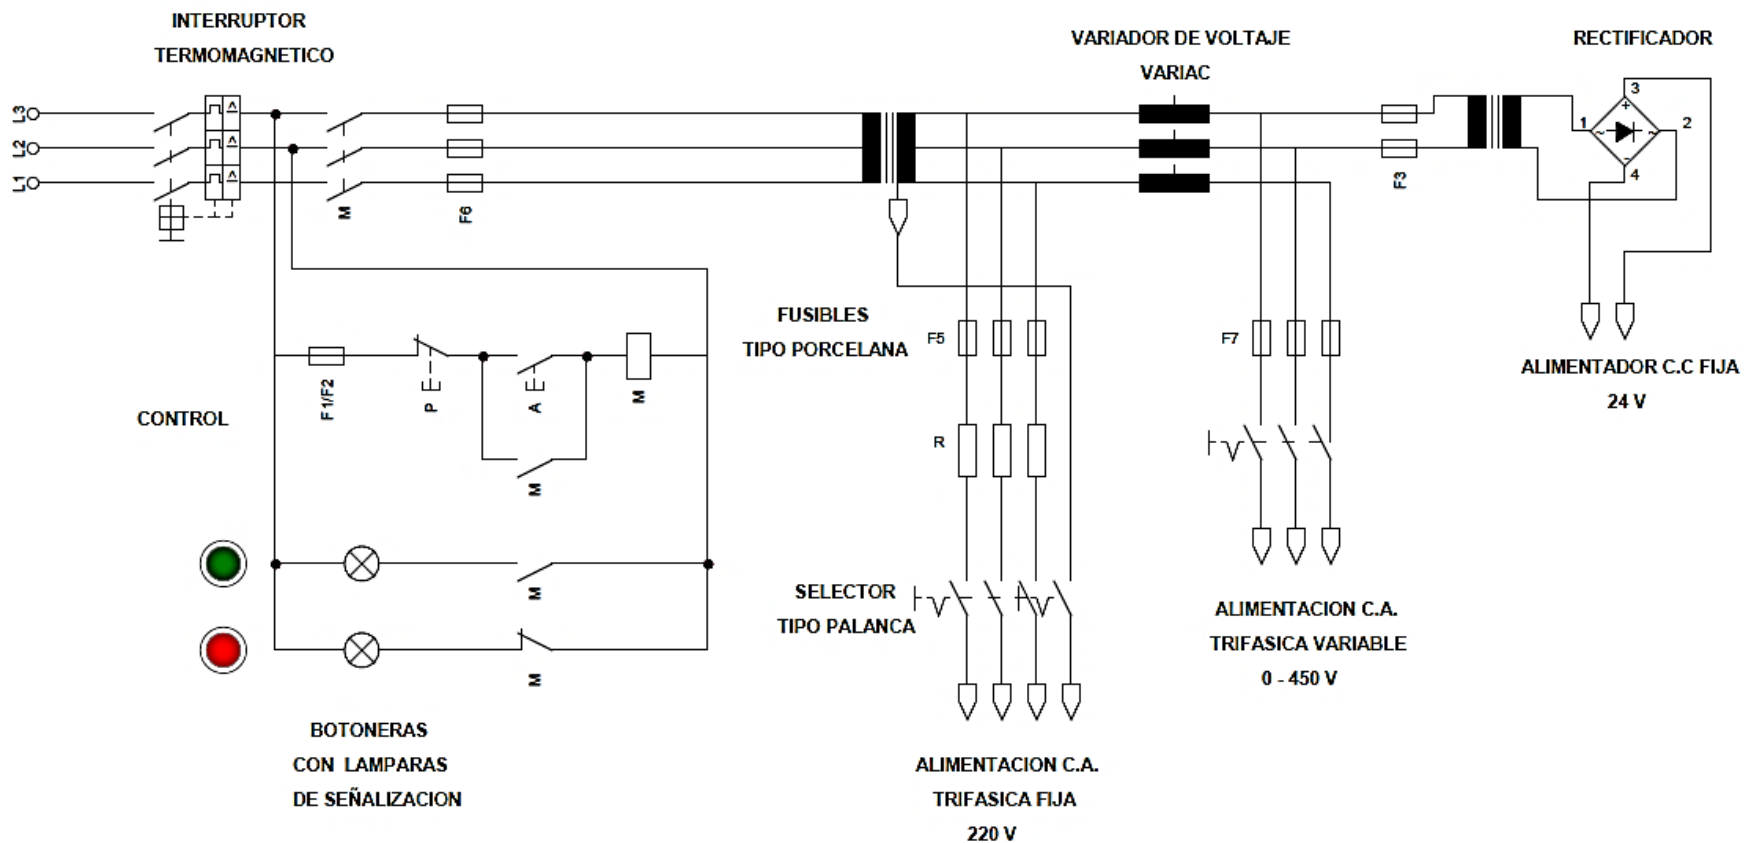 INTERRUPTOR
TERMOMAGNETICO
VARIADOR DE VOLTAJE
VARIAC
RECTIFICADOR
L3
L2
L1
M
F6
F3
3
1
2
4
+
~
~
-
FUSIBLES
TIPO PORCELANA
F5
F7
ALIMENTADOR C.C FIJA
24 V
F1/F2
P
A
M
CONTROL
M
R
M
M
SELECTOR
TIPO PALANCA
ALIMENTACION C.A.
TRIFASICA VARIABLE
0 - 450 V
BOTONERAS
CON LAMPARAS
DE SEÑALIZACION
ALIMENTACION C.A.
TRIFASICA FIJA
220 V